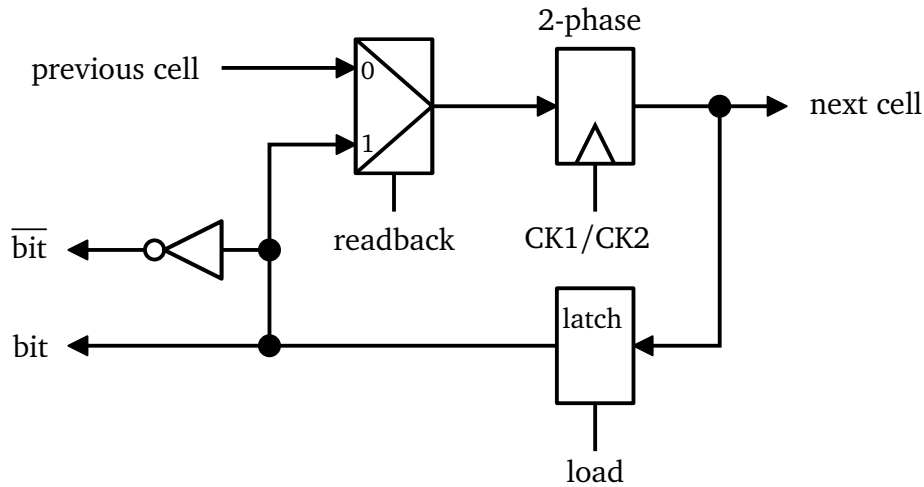 2-phase
previous cell
0
next cell
1
bit
readback
CK1/CK2
latch
bit
load